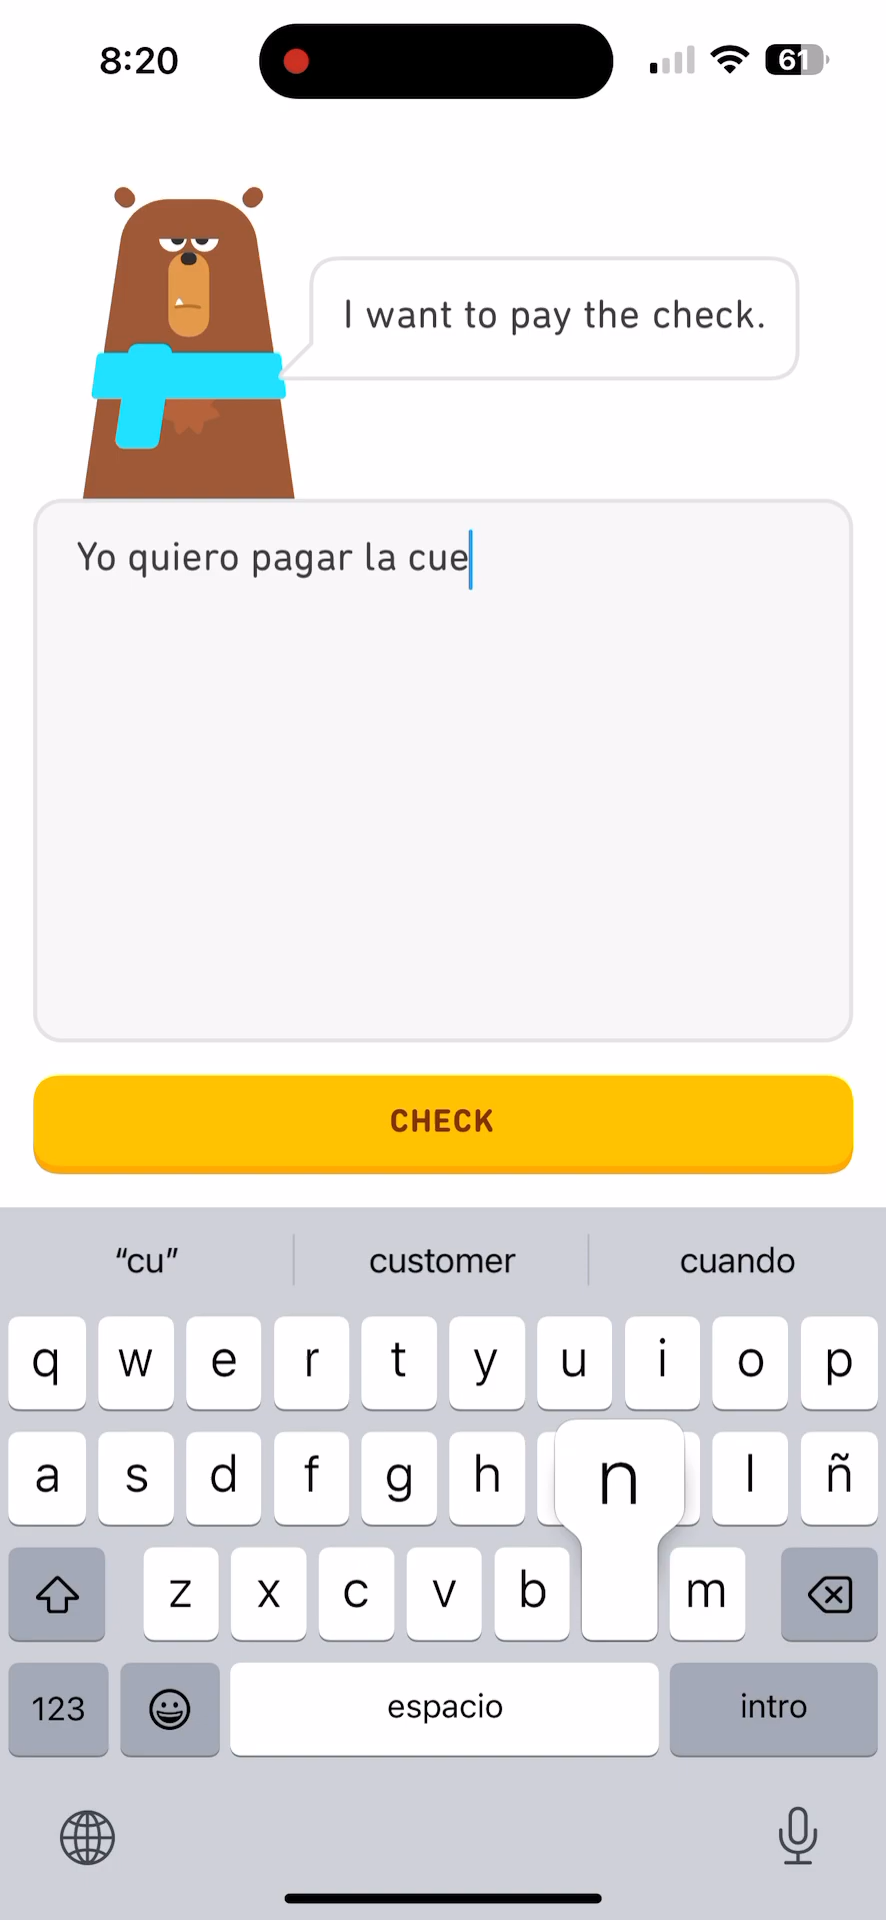 8:20
61
I want to pay the check.
Yo quiero pagar la cue
CHECK
“cu” customer cuando
q w e r t y u i o p
a s d f g h l ñ
n
z x c v b m
123 espacio intro